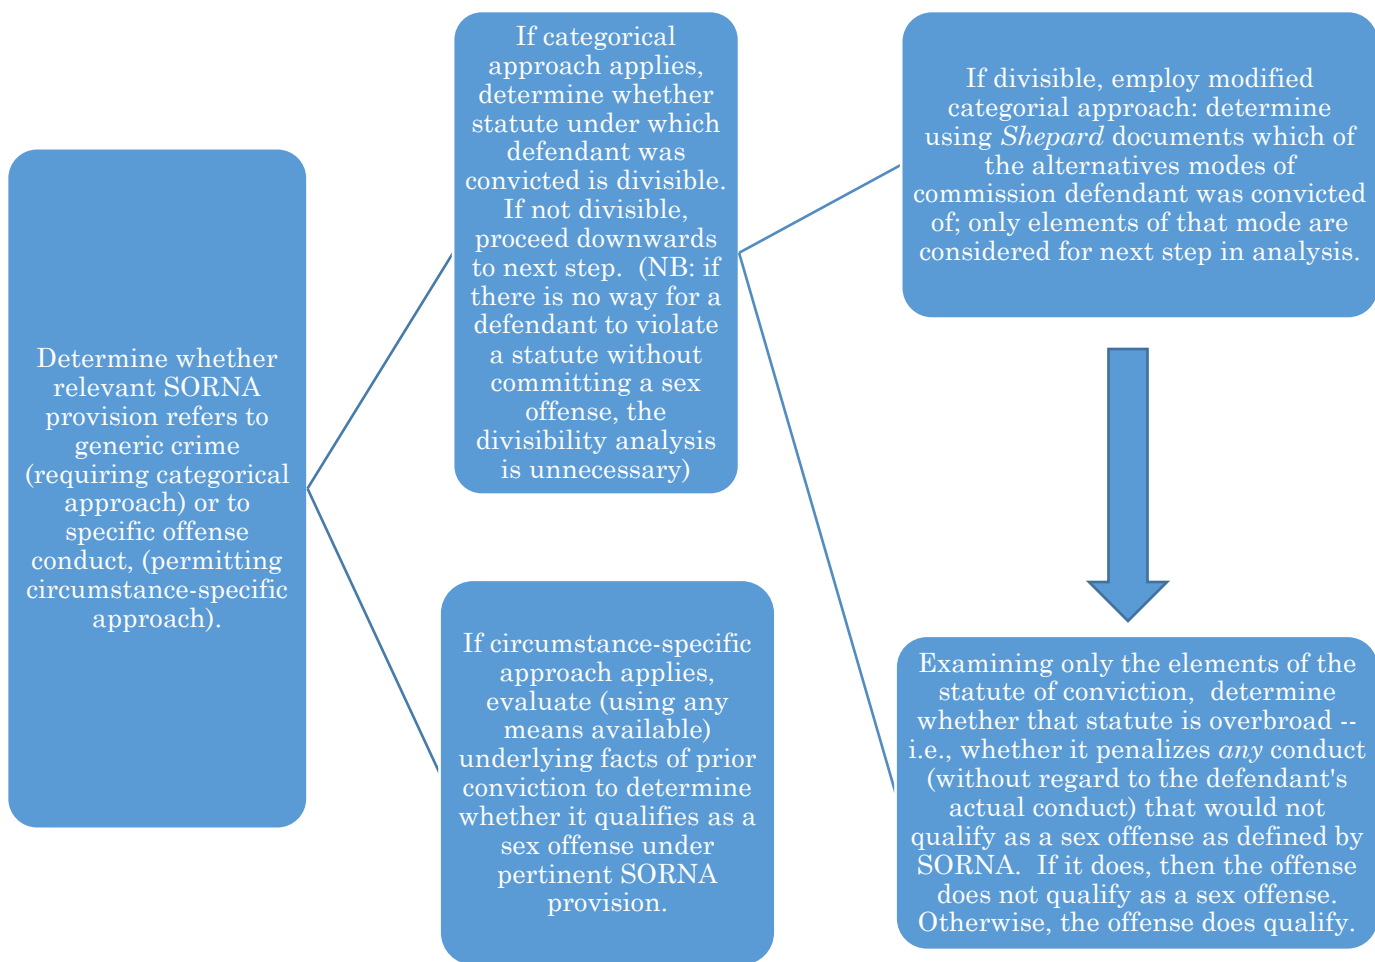 Determine whether
relevant SORNA
provision refers to
generic crime
(requiring categorical
approach) or to
specific offense
conduct, (permitting
circumstance-specific
approach).
If categorical
approach applies,
determine whether
statute under which
defendant was
convicted is divisible.
If not divisible,
proceed downwards
to next step.  (NB: if
there is no way for a
defendant to violate
a statute without
committing a sex
offense, the
divisibility analysis
is unnecessary)
If circumstance-specific
approach applies,
evaluate (using any
means available)
underlying facts of prior
conviction to determine
whether it qualifies as a
sex offense under
pertinent SORNA
provision.
If divisible, employ modified
categorial approach: determine
using Shepard documents which of
the alternatives modes of
commission defendant was convicted
of; only elements of that mode are
considered for next step in analysis.
Examining only the elements of the
statute of conviction,  determine
whether that statute is overbroad --
i.e., whether it penalizes any conduct
(without regard to the defendant's
actual conduct) that would not
qualify as a sex offense as defined by
SORNA.  If it does, then the offense
does not qualify as a sex offense.
Otherwise, the offense does qualify.